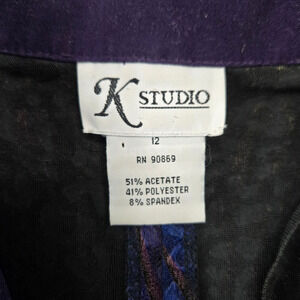 K STUDIO
12
RN 90869
51% ACETATE
41% POLYESTER
8% SPANDEX